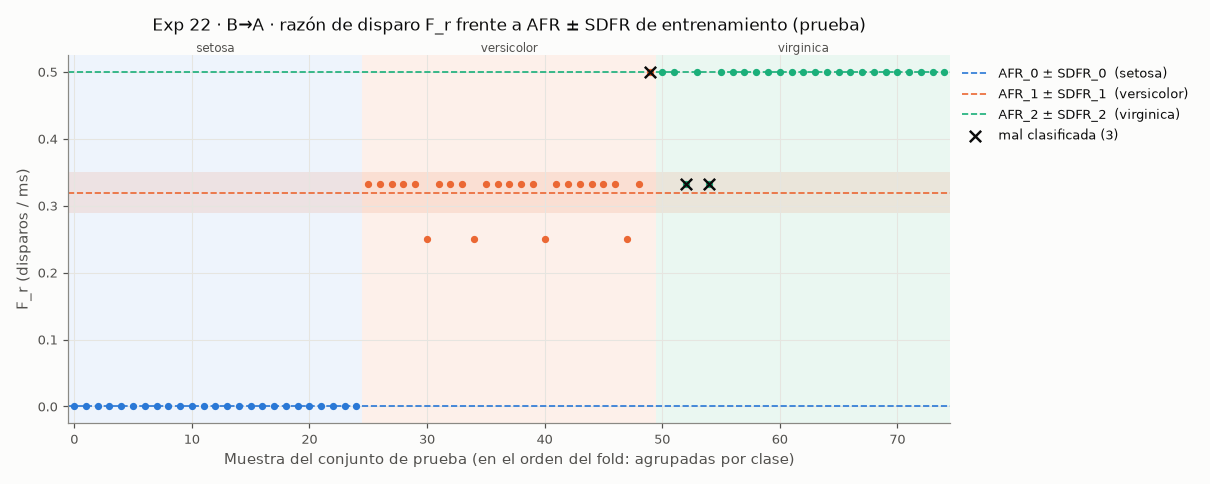 Exp 22 · B→A · razón de disparo F_r frente a AFR ± SDFR de entrenamiento (prueba)
setosa
versicolor
virginica
AFR_0 ± SDFR_0 (setosa)
AFR_1 ± SDFR_1 (versicolor)
AFR_2 ± SDFR_2 (virginica)
mal clasificada (3)
F_r (disparos / ms)
0.5
0.4
0.3
0.2
0.1
0.0
0
10
20
30
40
50
60
70
Muestra del conjunto de prueba (en el orden del fold: agrupadas por clase)